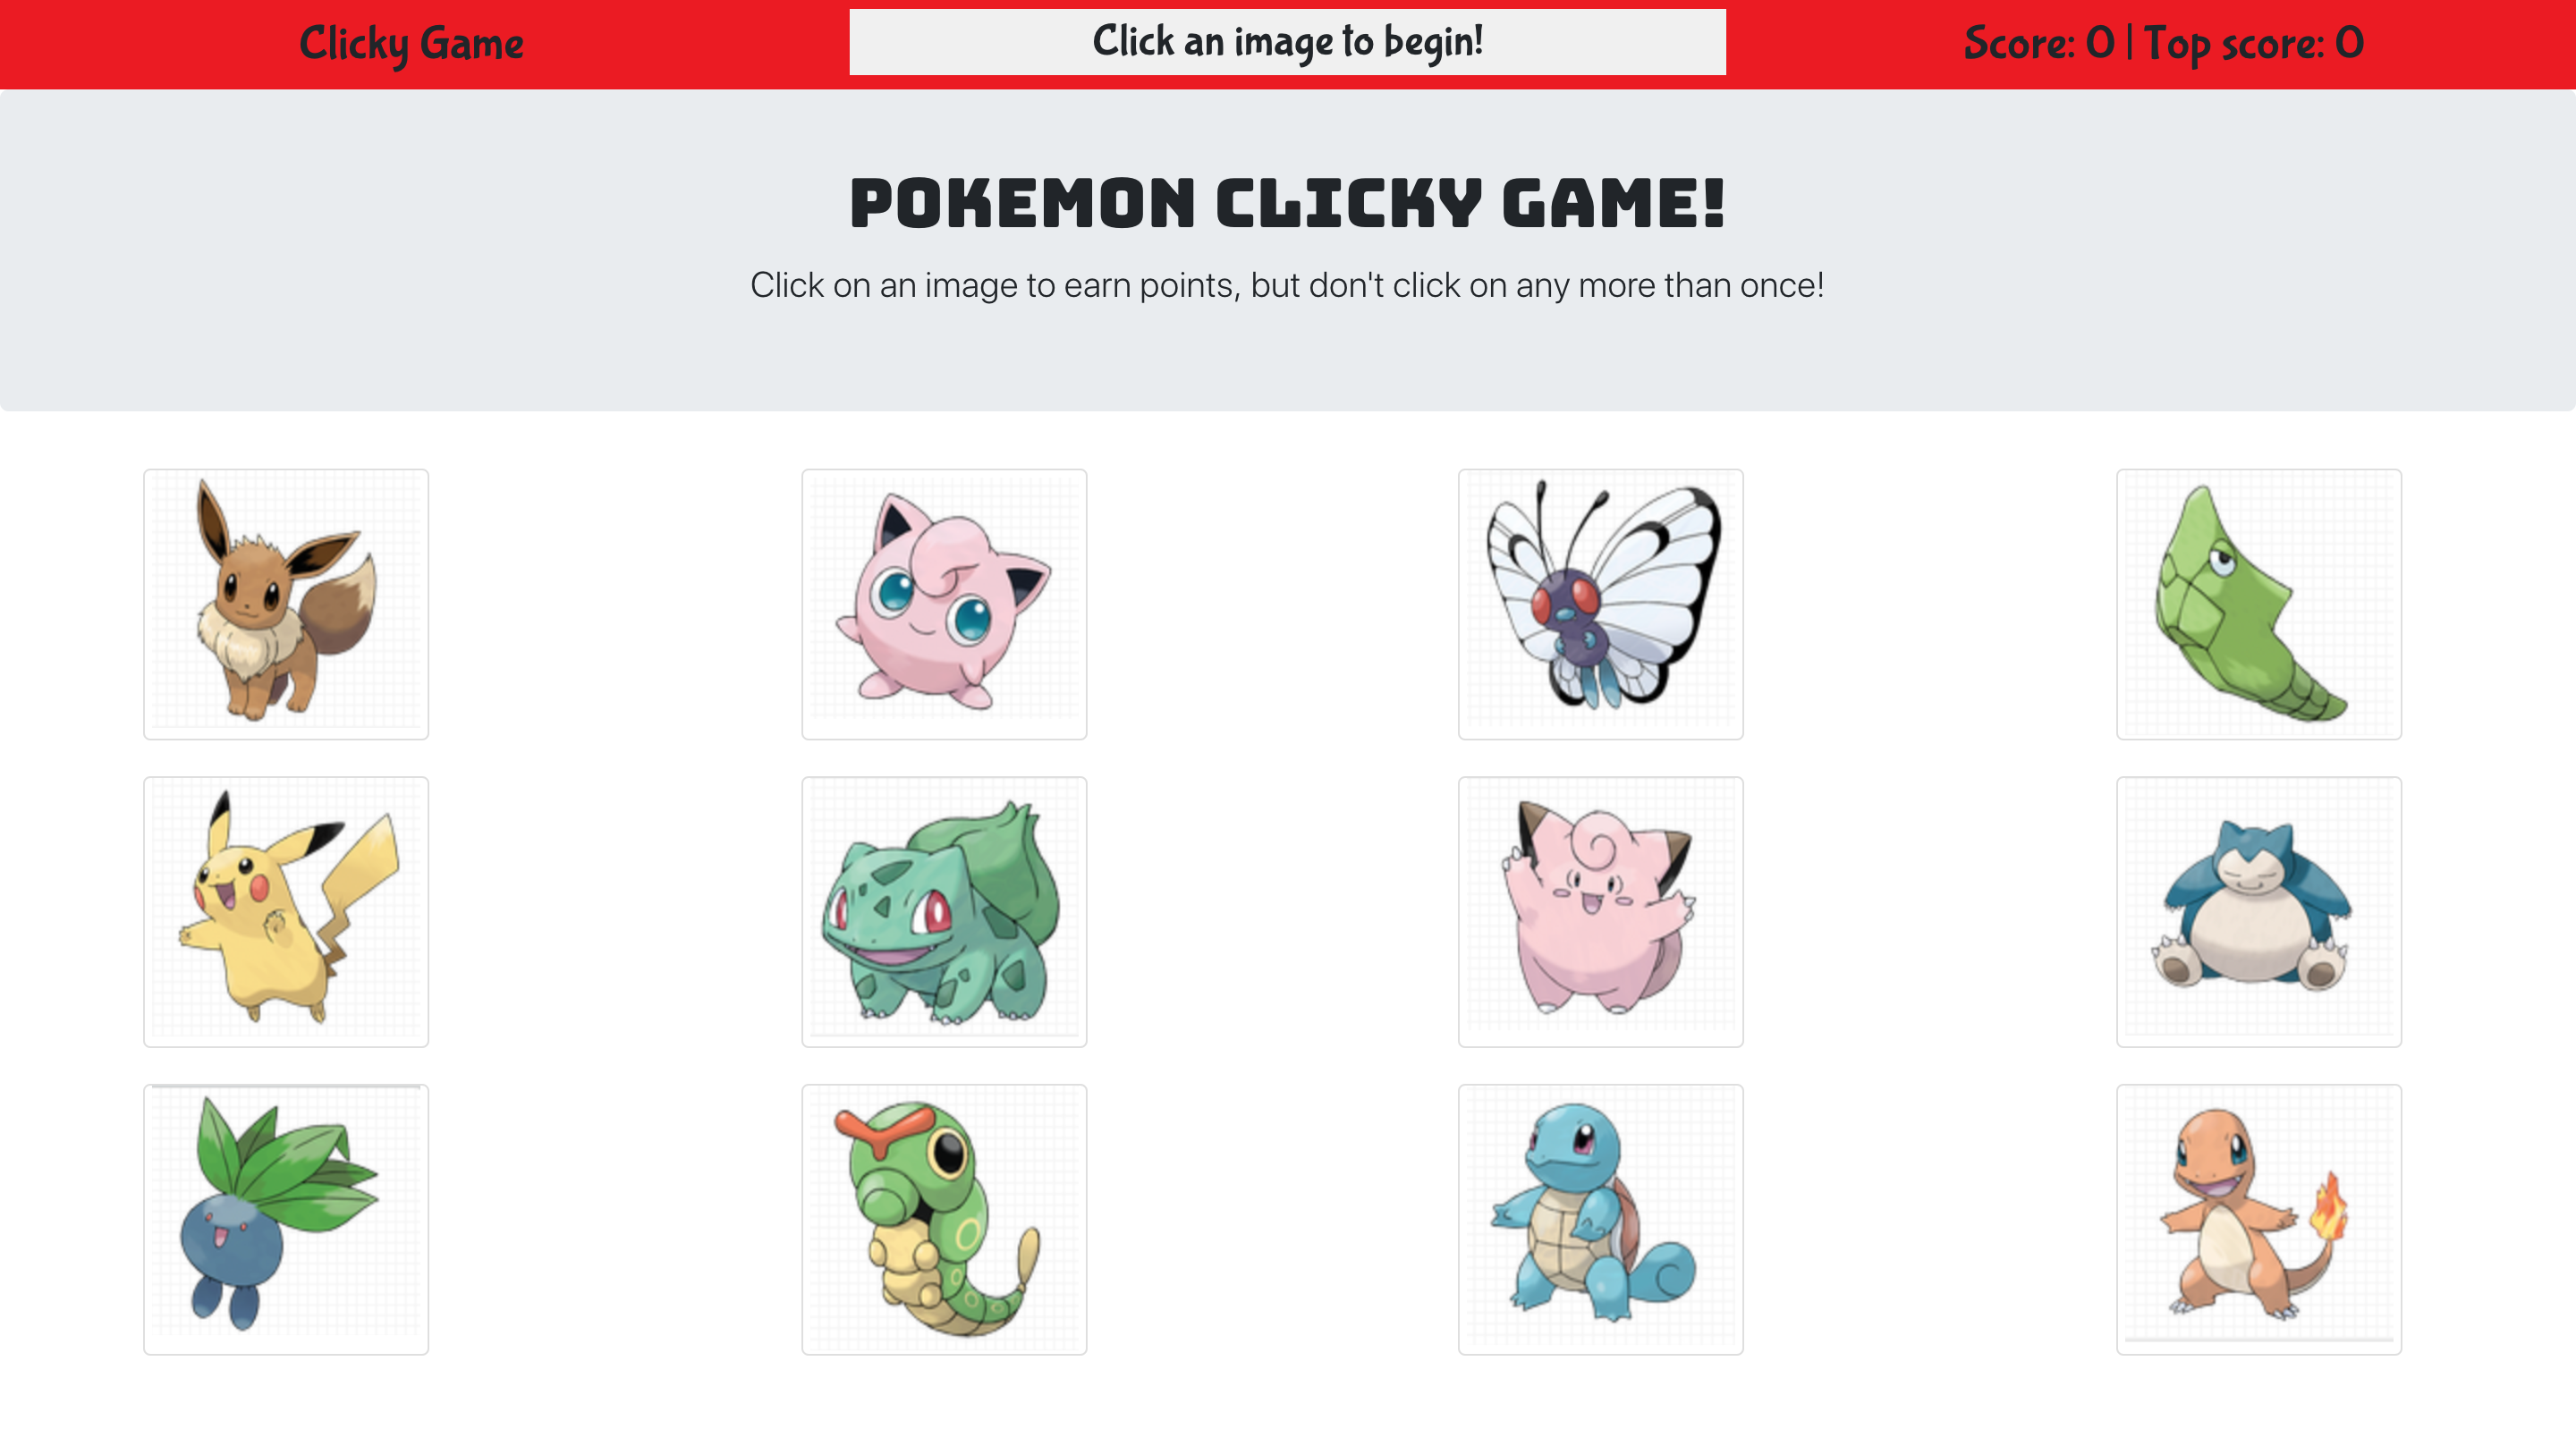 Clicky Game
Click an image to begin!
Score: 0 | Top score: 0
POKEMON CLICKY GAME!
Click on an image to earn points, but don't click on any more than once!